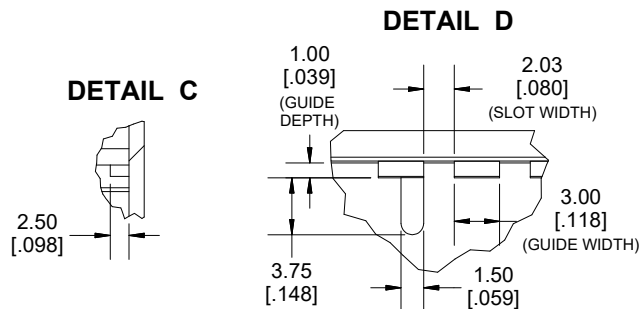 DETAIL D
1.00
[.039]
(GUIDE
DEPTH)
2.03
[.080]
(SLOT WIDTH)
DETAIL C
2.50
[.098]
3.00
[.118]
(GUIDE WIDTH)
3.75
[.148]
1.50
[.059]